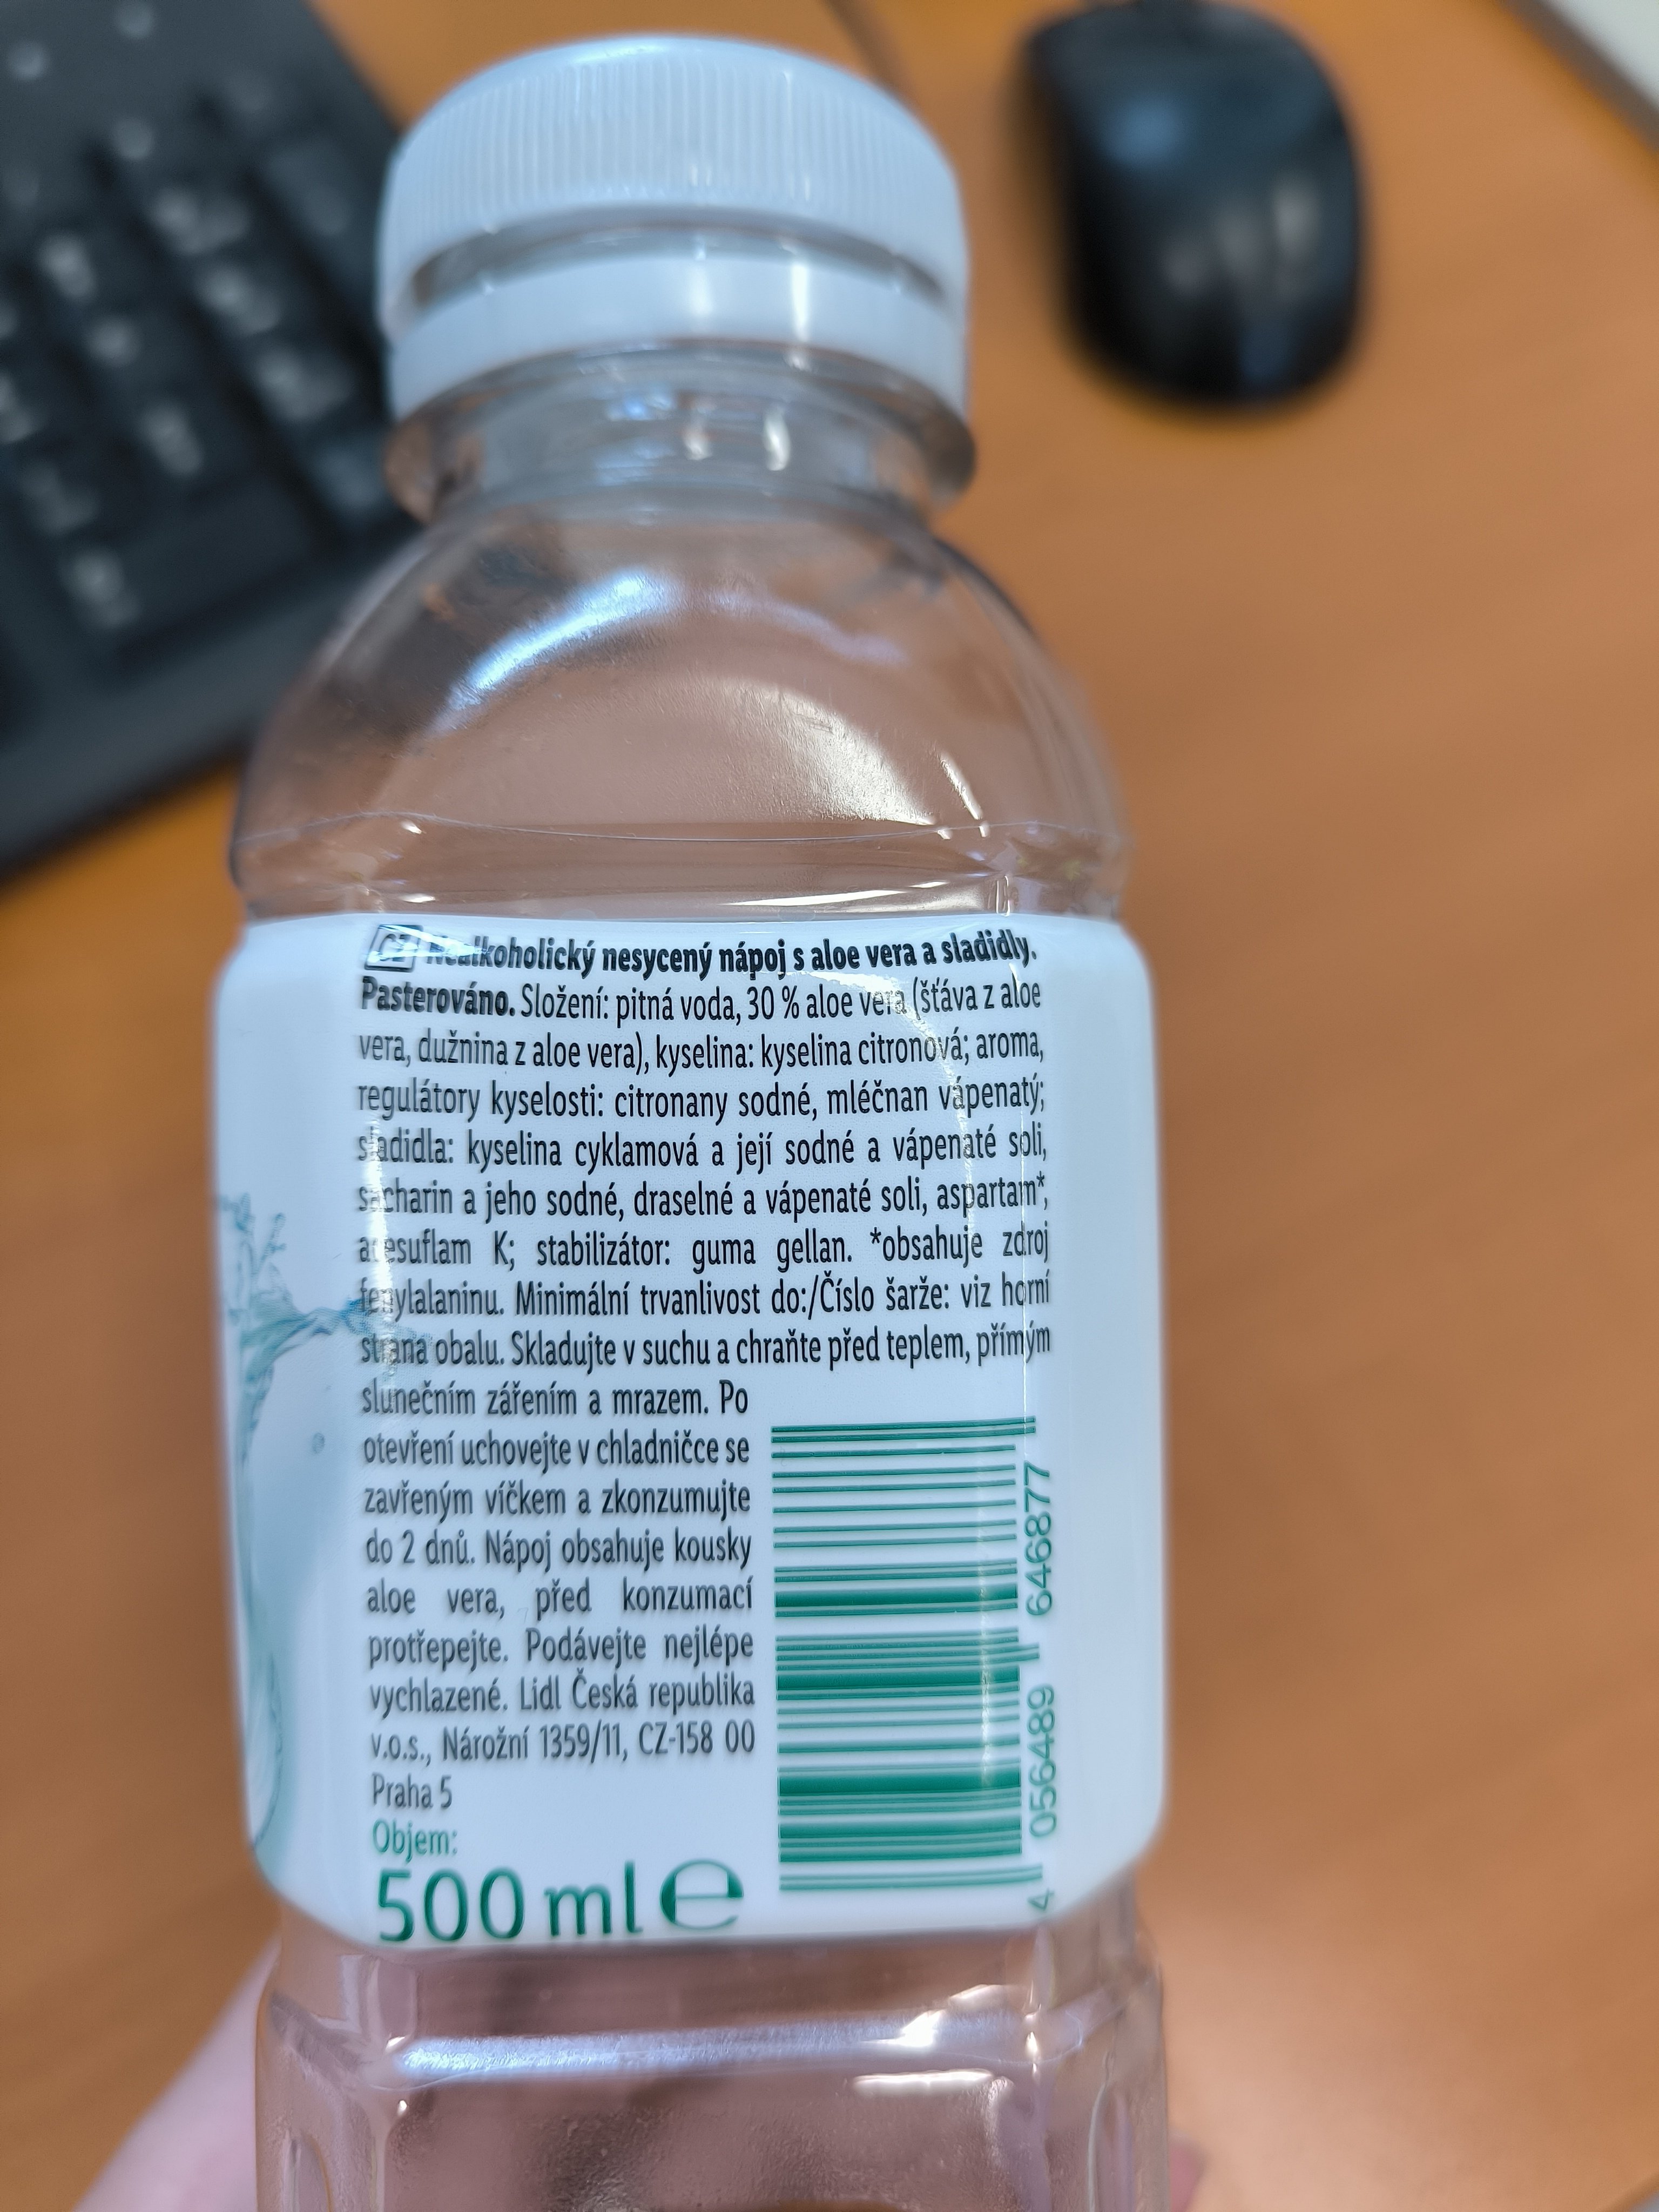 CZ Nealkoholický nesycený nápoj s aloe vera a sladidly.
Pasterováno. Složení: pitná voda, 30 % aloe vera (šťáva z aloe
vera, dužnina z aloe vera), kyselina: kyselina citronová; aroma,
regulátory kyselosti: citronany sodné, mléčnan vápenatý;
sladidla: kyselina cyklamová a její sodné a vápenaté soli,
sacharin a jeho sodné, draselné a vápenaté soli, aspartam*,
acesuflam K; stabilizátor: guma gellan. *obsahuje zdroj
fenylalaninu. Minimální trvanlivost do:/Číslo šarže: viz horní
strana obalu. Skladujte v suchu a chraňte před teplem, přímým
slunečním zářením a mrazem. Po
otevření uchovejte v chladničce se
zavřeným víčkem a zkonzumujte
do 2 dnů. Nápoj obsahuje kousky
aloe vera, před konzumací
protřepejte. Podávejte nejlépe
vychlazené. Lidl Česká republika
v.o.s., Nárožní 1359/11, CZ-158 00
Praha 5
Objem:
500 ml e
4 056489 646877